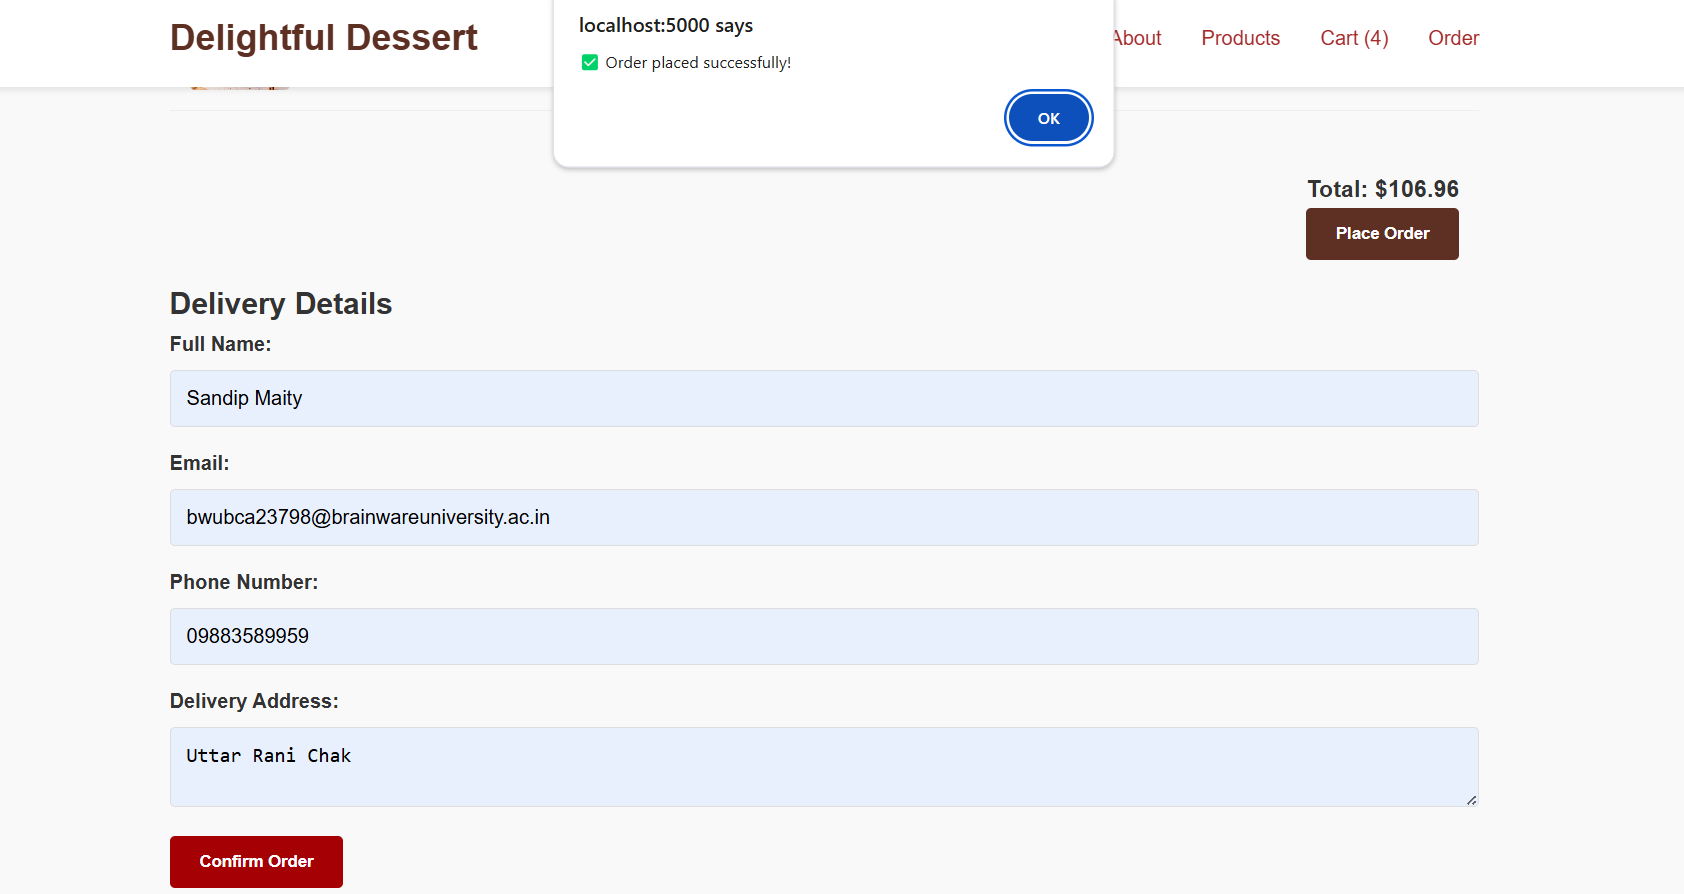 Delightful Dessert
localhost:5000 says
✅ Order placed successfully!
OK
About Products Cart (4) Order
Total: $106.96
Place Order
Delivery Details
Full Name:
Sandip Maity
Email:
bwubca23798@brainwareuniversity.ac.in
Phone Number:
09883589959
Delivery Address:
Uttar Rani Chak
Confirm Order